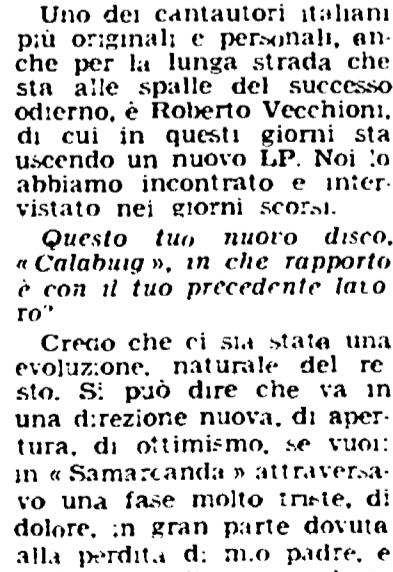 Uno dei cantautori italiani
più originali e personali, an-
che per la lunga strada che
sta alle spalle del successo
odierno, è Roberto Vecchioni,
di cui in questi giorni sta
uscendo un nuovo LP. Noi lo
abbiamo incontrato e inter-
vistato nei giorni scorsi.
Questo tuo nuovo disco,
« Calabuig », in che rapporto
è con il tuo precedente lavo
ro?
Credo che ci sia stata una
evoluzione, naturale del re
sto. Si può dire che va in
una direzione nuova, di aper-
tura, di ottimismo, se vuoi:
in « Samarcanda » attraversa-
vo una fase molto triste, di
dolore, in gran parte dovuta
alla perdita di mio padre, e